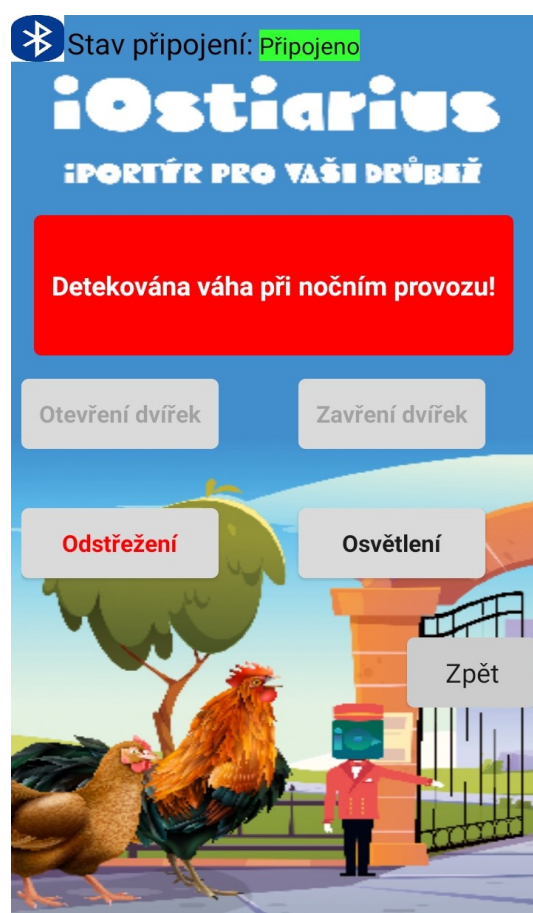 Stav připojení: Připojeno
iOstiarius
iPORTÝR PRO VAŠI DRŮBEŽ
Detekována váha při nočním provozu!
Otevření dvířek
Zavření dvířek
Odstřežení
Osvětlení
Zpět
iO